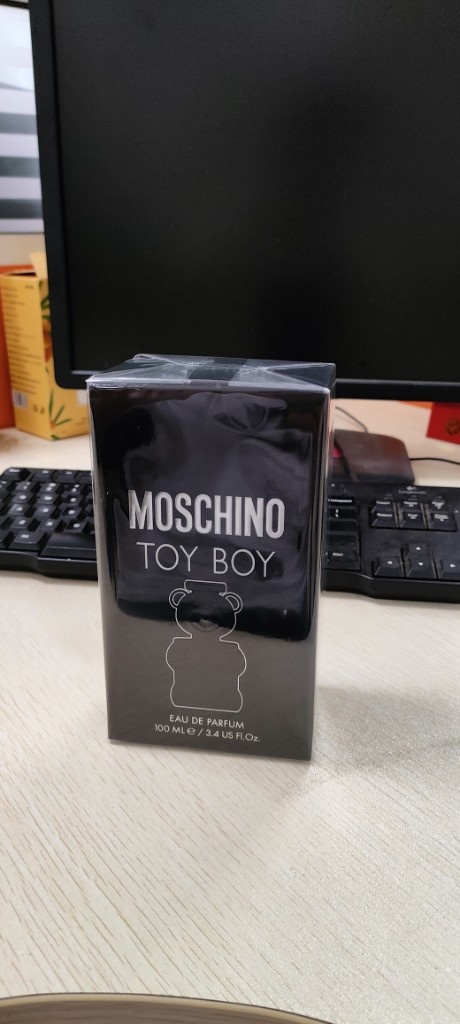 MOSCHINO
TOY BOY
EAU DE PARFUM
100 ML ℮ / 3.4 US Fl.Oz.